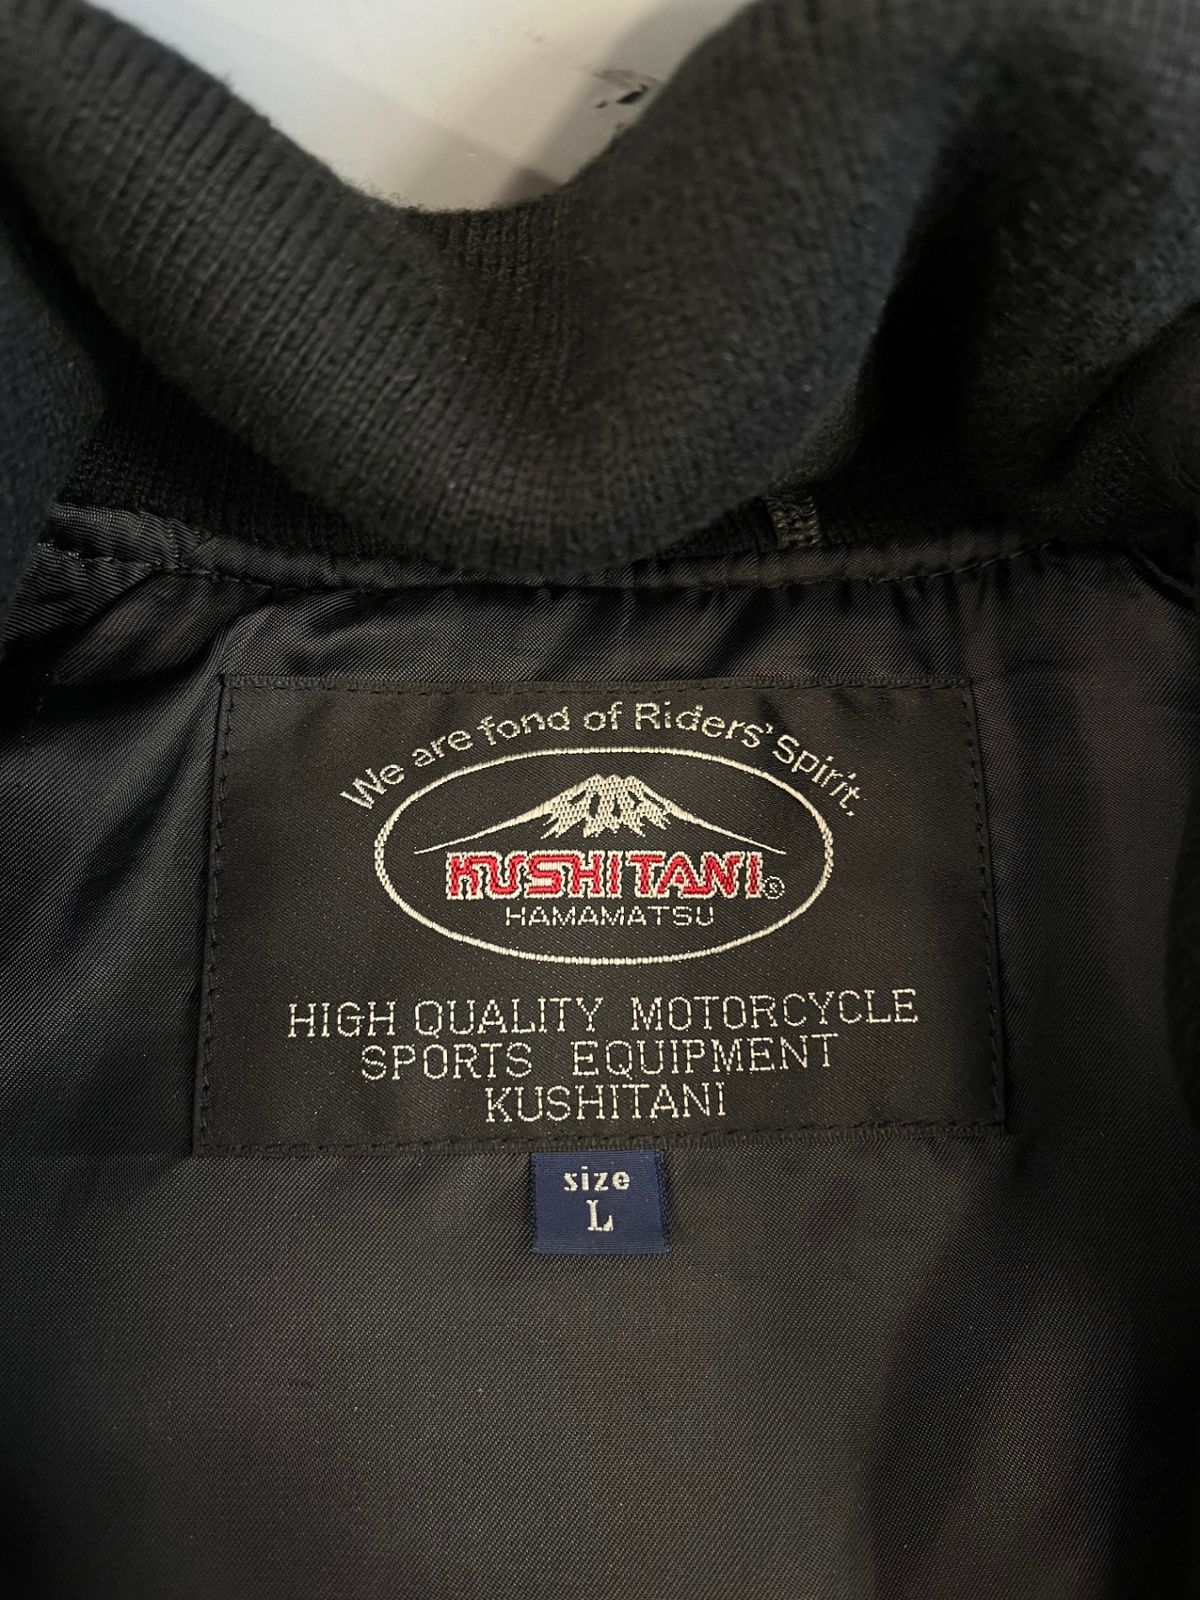 We are fond of Riders' Spirit.
KUSHITANI®
HAMAMATSU
HIGH QUALITY MOTORCYCLE
SPORTS EQUIPMENT
KUSHITANI
size
L